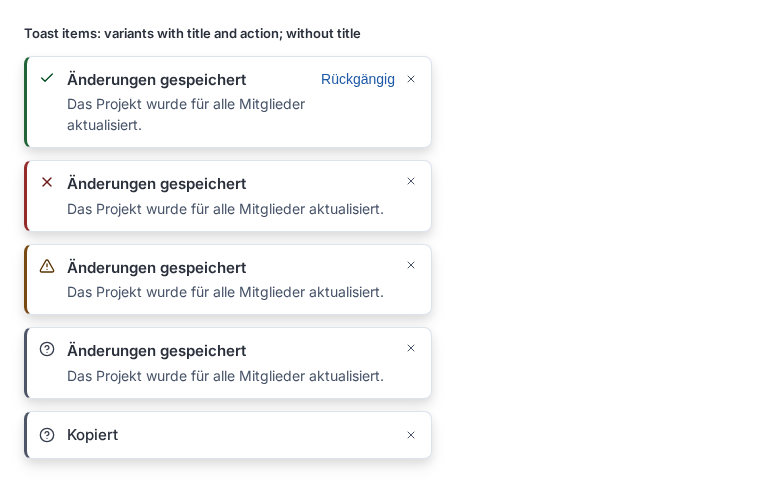 Toast items: variants with title and action; without title
Änderungen gespeichert
Rückgängig
Das Projekt wurde für alle Mitglieder
aktualisiert.
Änderungen gespeichert
Das Projekt wurde für alle Mitglieder aktualisiert.
Änderungen gespeichert
Das Projekt wurde für alle Mitglieder aktualisiert.
Änderungen gespeichert
Das Projekt wurde für alle Mitglieder aktualisiert.
Kopiert